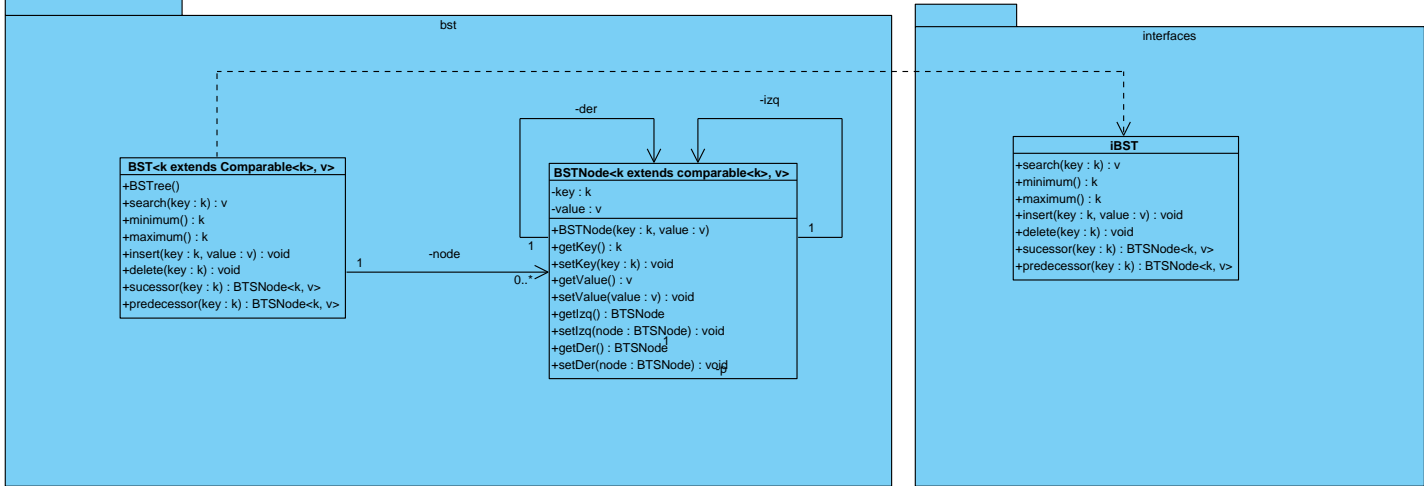 bst
interfaces
-der
-izq
BST<k extends Comparable<k>, v>
+BSTree()
+search(key : k) : v
+minimum() : k
+maximum() : k
+insert(key : k, value : v) : void
+delete(key : k) : void
+sucessor(key : k) : BTSNode<k, v>
+predecessor(key : k) : BTSNode<k, v>
1
-node
0..*
BSTNode<k extends comparable<k>, v>
-key : k
-value : v
+BSTNode(key : k, value : v)
+getKey() : k
+setKey(key : k) : void
+getValue() : v
+setValue(value : v) : void
+getIzq() : BTSNode
+setIzq(node : BTSNode) : void
+getDer() : BTSNode
+setDer(node : BTSNode) : void
1
1
1
-p
iBST
+search(key : k) : v
+minimum() : k
+maximum() : k
+insert(key : k, value : v) : void
+delete(key : k) : void
+sucessor(key : k) : BTSNode<k, v>
+predecessor(key : k) : BTSNode<k, v>